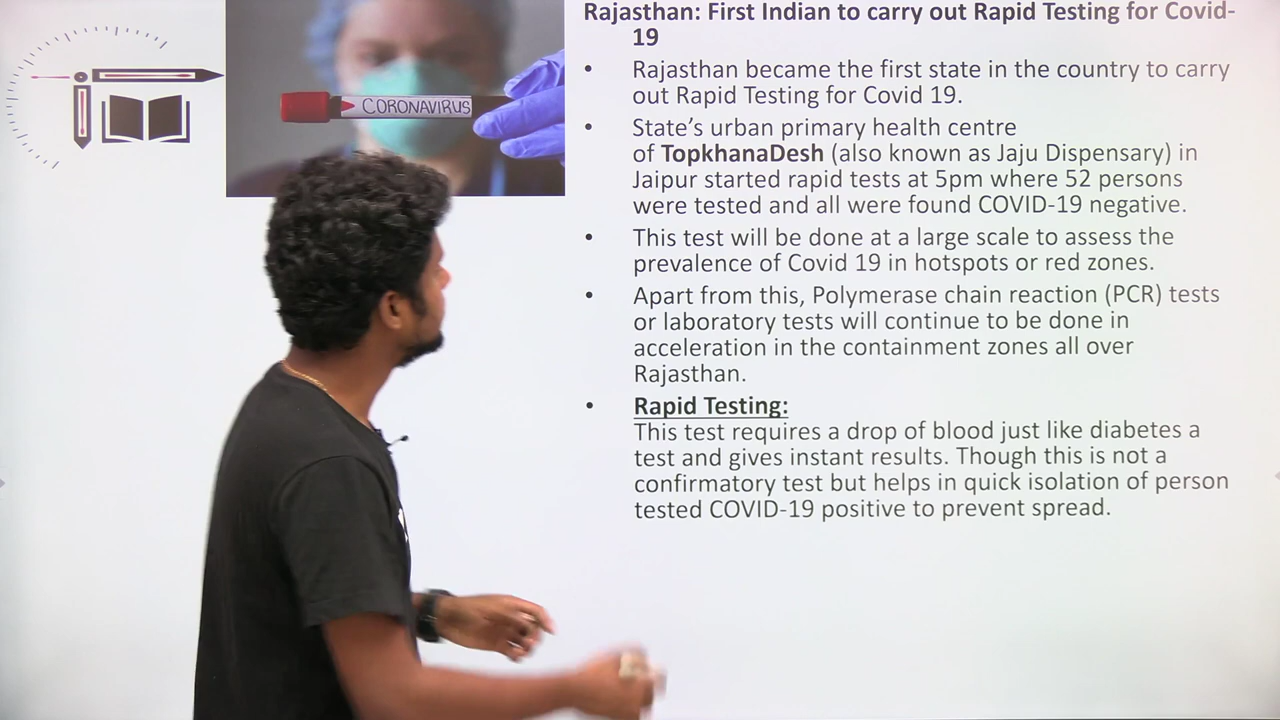 CORONAVIRUS
Rajasthan: First Indian to carry out Rapid Testing for Covid-
19
• Rajasthan became the first state in the country to carry
out Rapid Testing for Covid 19.
• State’s urban primary health centre
of TopkhanaDesh (also known as Jaju Dispensary) in
Jaipur started rapid tests at 5pm where 52 persons
were tested and all were found COVID-19 negative.
• This test will be done at a large scale to assess the
prevalence of Covid 19 in hotspots or red zones.
• Apart from this, Polymerase chain reaction (PCR) tests
or laboratory tests will continue to be done in
acceleration in the containment zones all over
Rajasthan.
• Rapid Testing:
This test requires a drop of blood just like diabetes a
test and gives instant results. Though this is not a
confirmatory test but helps in quick isolation of person
tested COVID-19 positive to prevent spread.